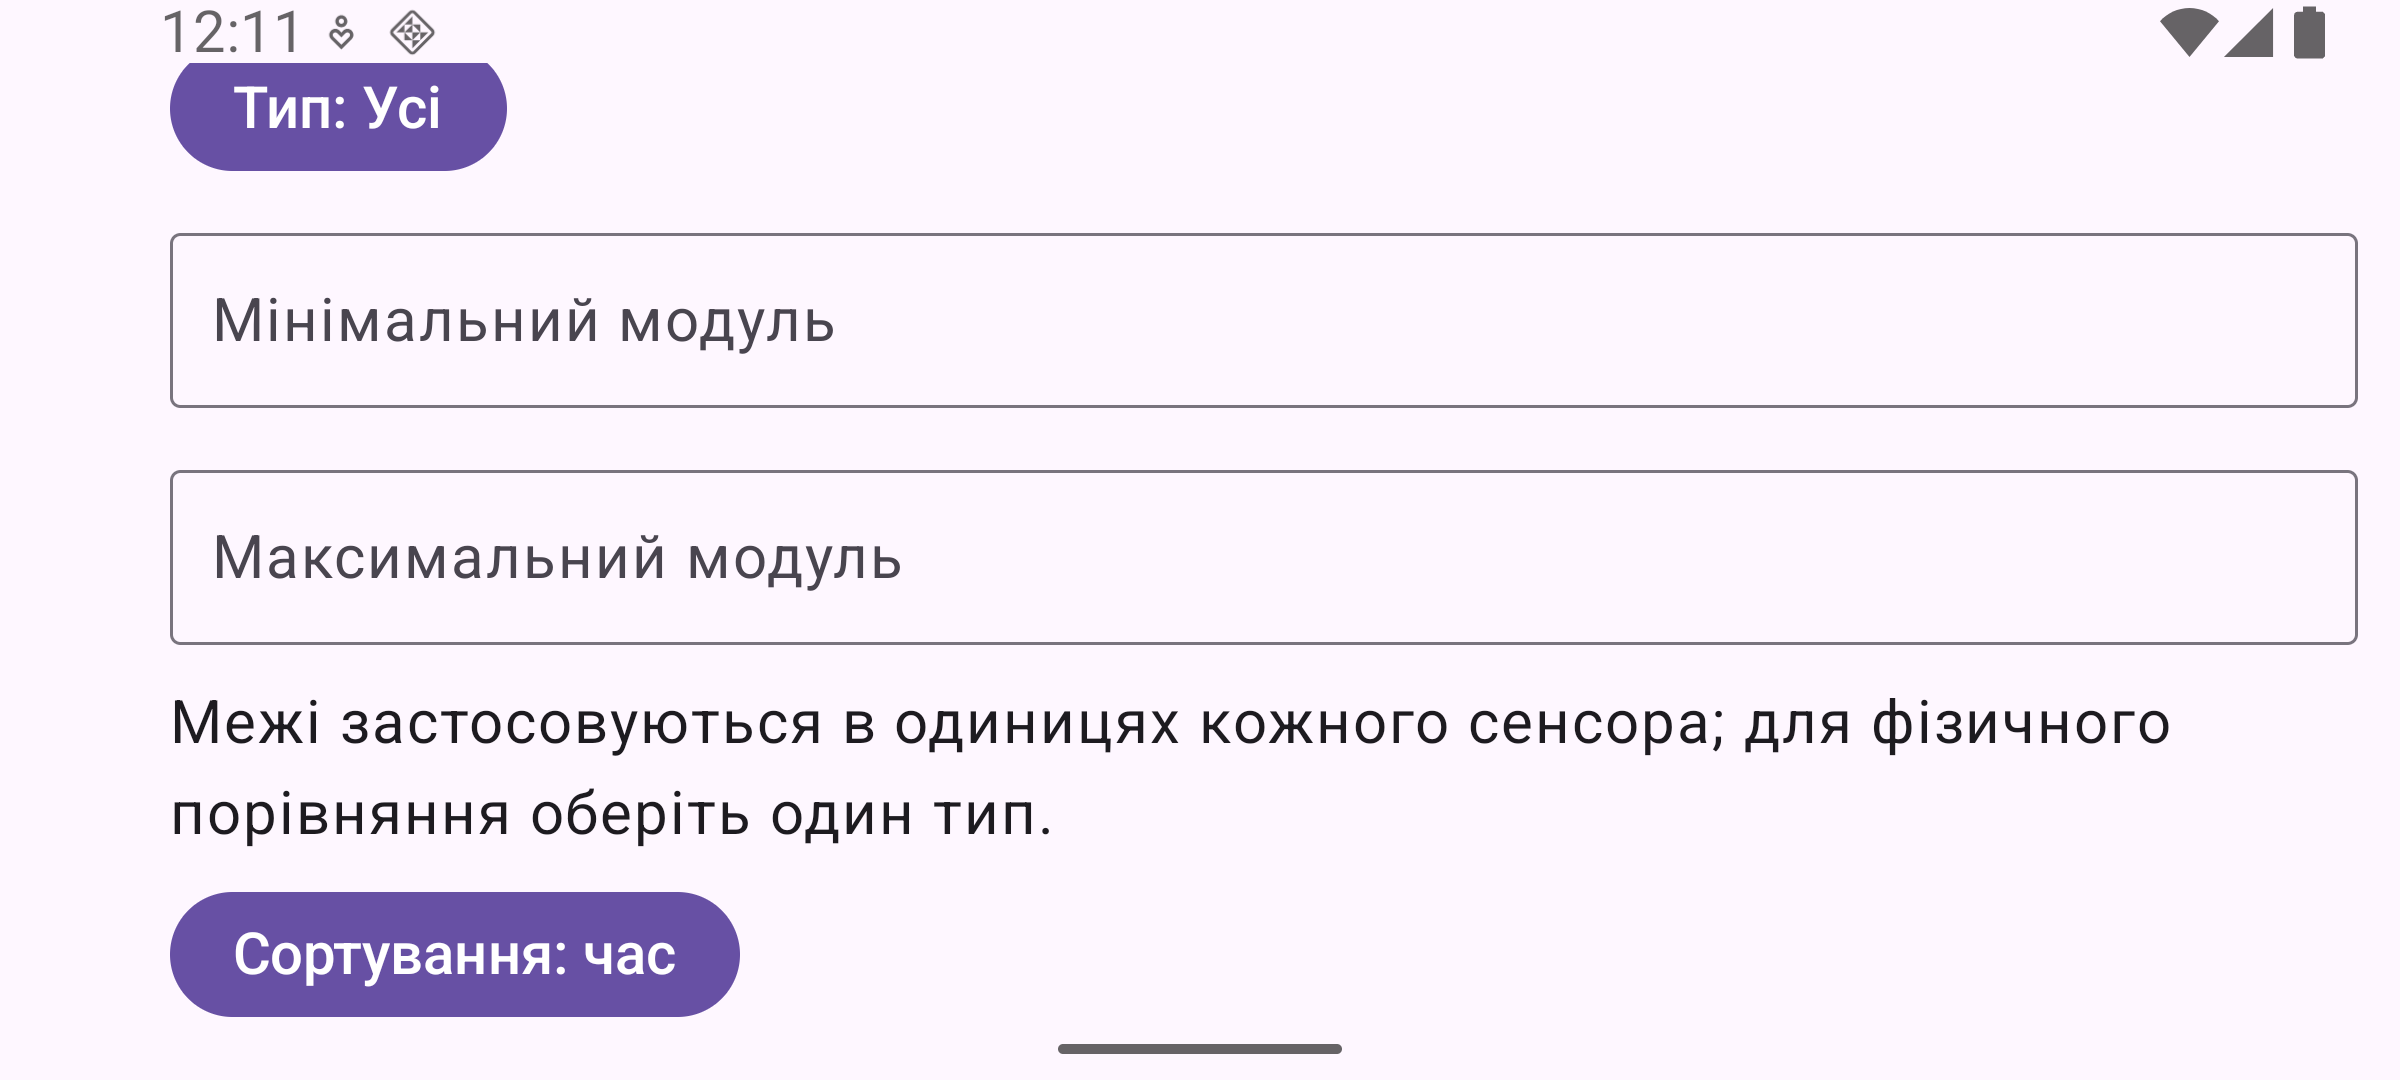 12:11
Тип: Усі
Мінімальний модуль
Максимальний модуль
Межі застосовуються в одиницях кожного сенсора; для фізичного
порівняння оберіть один тип.
Сортування: час